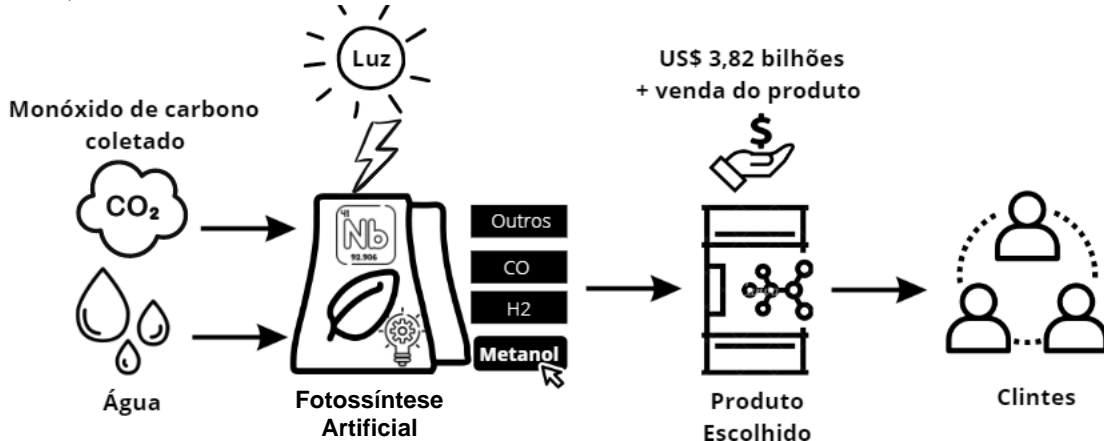 Luz
US$ 3,82 bilhões
+ venda do produto
$
Monóxido de carbono
coletado
CO₂
41
Nb
92.906
Outros
CO
H2
Metanol
Água
Fotossíntese
Artificial
Produto
Escolhido
Clintes